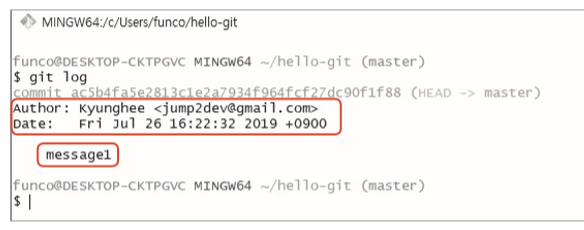 MINGW64:/c/Users/funco/hello-git
funco@DESKTOP-CKTPGVC MINGW64 ~/hello-git (master)
$ git log
commit ac5b4fa5e2813c1e2a7934f964fcf27dc90f1f88 (HEAD -> master)
Author: Kyunghee <jump2dev@gmail.com>
Date: Fri Jul 26 16:22:32 2019 +0900
message1
funco@DESKTOP-CKTPGVC MINGW64 ~/hello-git (master)
$